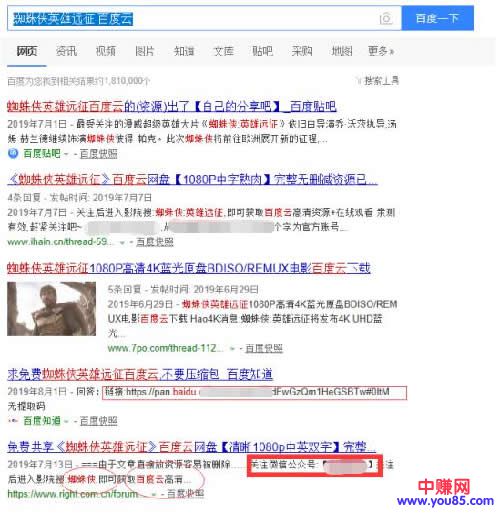 蜘蛛侠英雄远征 百度云
百度一下
网页 资讯 视频 图片 知道 文库 贴吧 采购 地图 更多»
百度为您找到相关结果约1,810,000个 搜索工具
蜘蛛侠英雄远征百度云的(资源)出了【自己的分享吧】_百度贴吧
2019年7月1日 - 最受关注的漫威超级英雄大片《蜘蛛侠:英雄远征》依旧由导演乔·沃茨执导,汤
姆·赫兰德继续饰演蜘蛛侠彼得·帕克。此次蜘蛛侠将前往欧洲展开新的征程,...
百度贴吧 - 百度快照
《蜘蛛侠英雄远征》百度云网盘【1080P中字熟肉】完整无删减资源已...
4条回复 - 发帖时间: 2019年7月7日
2019年7月7日 - 关注后进入影院搜:蜘蛛侠:英雄远征,即可获取百度云高清资源+在线观看 亲测
有效,赶紧关注吧~ 个字为官方账号...
www.ihain.cn/thread-59... - 百度快照
蜘蛛侠英雄远征1080P高清4K蓝光原盘BDISO/REMUX电影百度云下载
5条回复 - 发帖时间: 2019年6月29日
2019年6月29日 - 蜘蛛侠英雄远征1080P高清4K蓝光原盘BDISO/REM
UX电影百度云下载 Hao4K消息:蜘蛛侠:英雄远征将发布4K UHD蓝
光...
www.7po.com/thread-112... - 百度快照
求免费蜘蛛侠英雄远征百度云,不要压缩包_百度知道
2019年8月1日 - 回答: 链接:https://pan.baidu. dFwGzQm1HeGS6Tw#0ltM
无提取码
百度知道 - 百度快照
免费共享《蜘蛛侠英雄远征》百度云网盘【清晰1080p中英双字】完整...
2019年7月13日 - ===由于文章直接放资源容易被删除... 关注微信公众号:【 】关注
后进入影院搜:蜘蛛侠 即可获取百度云高清...
https://www.right.com.cn/forum... - 百度快照
中赚网
www.you85.com